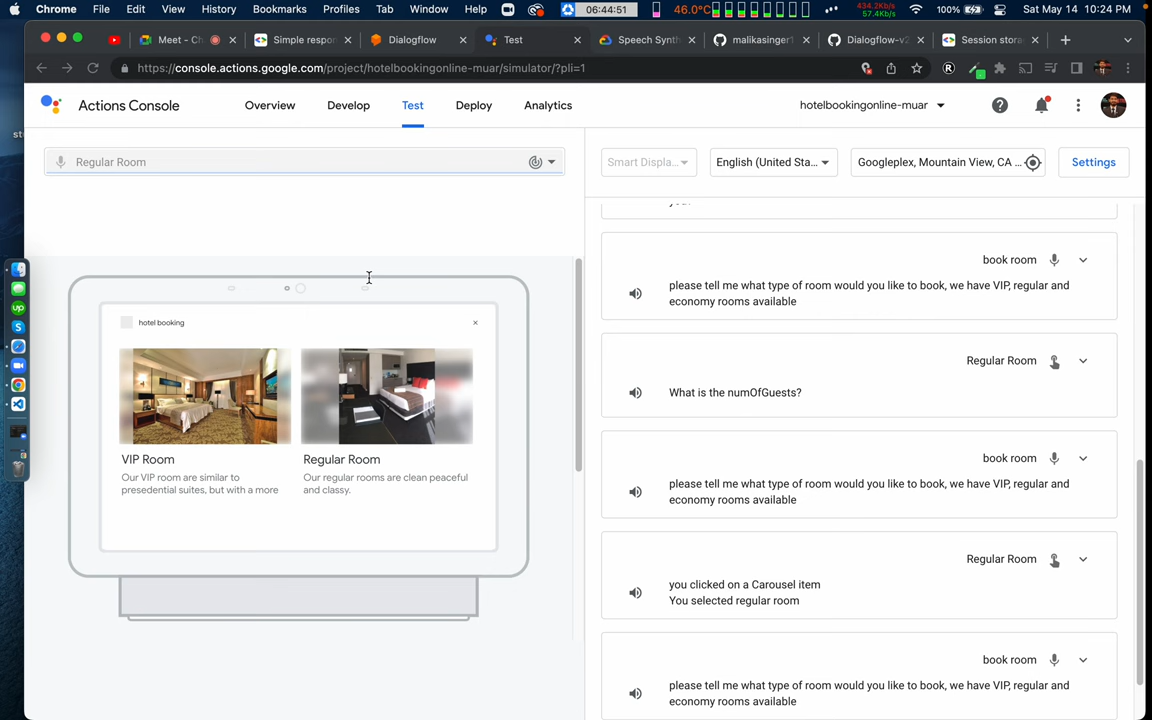 Chrome File Edit View History Bookmarks Profiles Tab Window Help 06:44:51 46.0°C 434.2Kb/s 57.4Kb/s 100% Sat May 14 10:24 PM
Meet - Ch Simple respo Dialogflow Test Speech Synth malikasinger1 Dialogflow-v2 Session stora
https://console.actions.google.com/project/hotelbookingonline-muar/simulator/?pli=1
Actions Console Overview Develop Test Deploy Analytics hotelbookingonline-muar
Regular Room
Smart Displa... English (United Sta... Googleplex, Mountain View, CA ... Settings
book room
please tell me what type of room would you like to book, we have VIP, regular and
economy rooms available
Regular Room
What is the numOfGuests?
book room
please tell me what type of room would you like to book, we have VIP, regular and
economy rooms available
Regular Room
you clicked on a Carousel item
You selected regular room
book room
please tell me what type of room would you like to book, we have VIP, regular and
economy rooms available
hotel booking
VIP Room
Our VIP room are similar to
presedential suites, but with a more
Regular Room
Our regular rooms are clean peaceful
and classy.